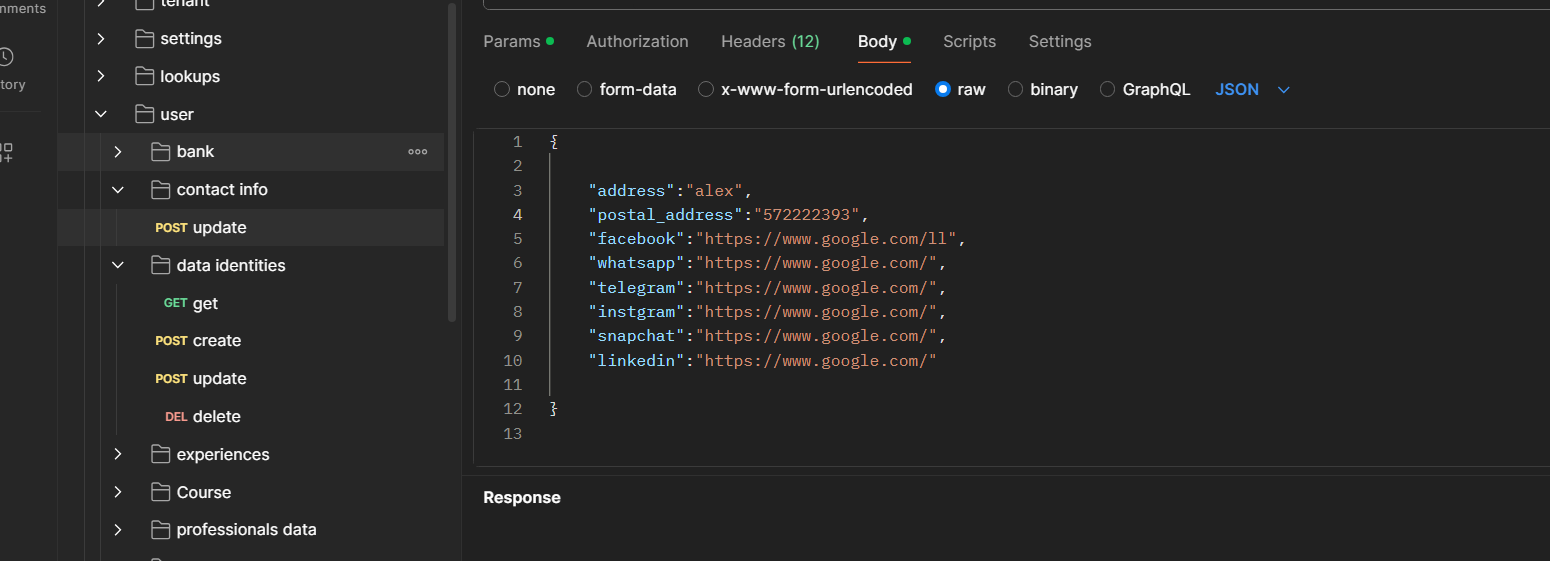 nments
tory
tenant
settings
lookups
user
bank
contact info
POST update
data identities
GET get
POST create
POST update
DEL delete
experiences
Course
professionals data
Params Authorization Headers (12) Body Scripts Settings
none form-data x-www-form-urlencoded raw binary GraphQL JSON
1 {
2
3 "address":"alex",
4 "postal_address":"572222393",
5 "facebook":"https://www.google.com/ll",
6 "whatsapp":"https://www.google.com/",
7 "telegram":"https://www.google.com/",
8 "instgram":"https://www.google.com/",
9 "snapchat":"https://www.google.com/",
10 "linkedin":"https://www.google.com/"
11
12 }
13
Response